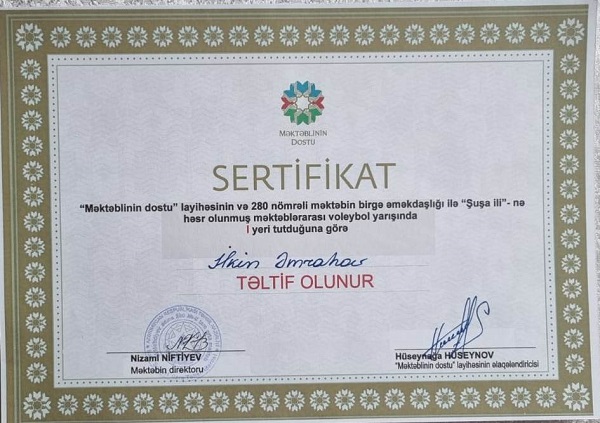 MƏKTƏBLİNİN
DOSTU
SERTİFİKAT
“Məktəblinin dostu” layihəsinin və 280 nömrəli məktəbin birgə əməkdaşlığı ilə “Şuşa ili”- nə
həsr olunmuş məktəblərarası voleybol yarışında
I yeri tutduğuna görə
İlkin Əmrahov
TƏLTİF OLUNUR
Nizami NİFTİYEV
Məktəbin direktoru
Hüseynağa HÜSEYNOV
“Məktəblinin dostu” layihəsinin əlaqələndiricisi